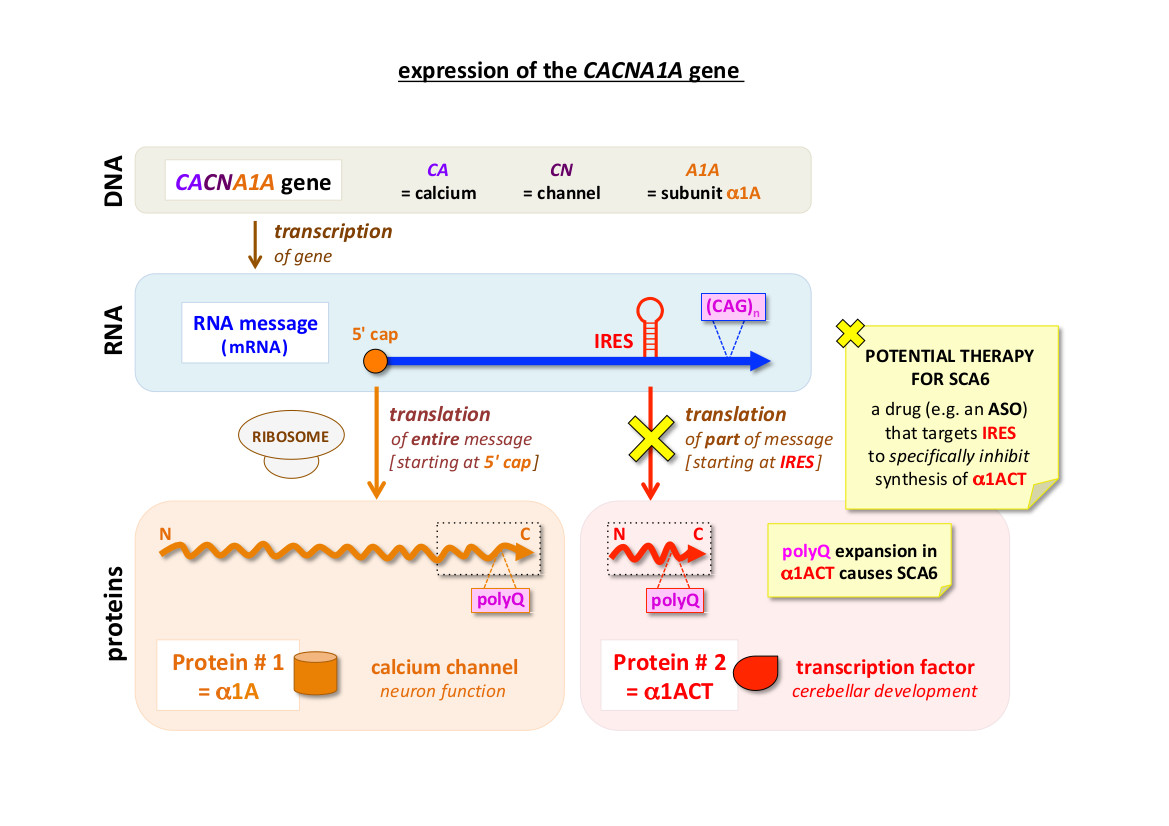 expression of the CACNA1A gene
DNA
CACNA1A gene
CA
= calcium
CN
= channel
A1A
= subunit α1A
transcription
of gene
RNA
RNA message
(mRNA)
5' cap
IRES
(CAG)n
RIBOSOME
translation
of entire message
[starting at 5' cap]
translation
of part of message
[starting at IRES]
POTENTIAL THERAPY
FOR SCA6
a drug (e.g. an ASO)
that targets IRES
to specifically inhibit
synthesis of α1ACT
proteins
N
C
polyQ
Protein # 1
= α1A
calcium channel
neuron function
N
C
polyQ
polyQ expansion in
α1ACT causes SCA6
Protein # 2
= α1ACT
transcription factor
cerebellar development